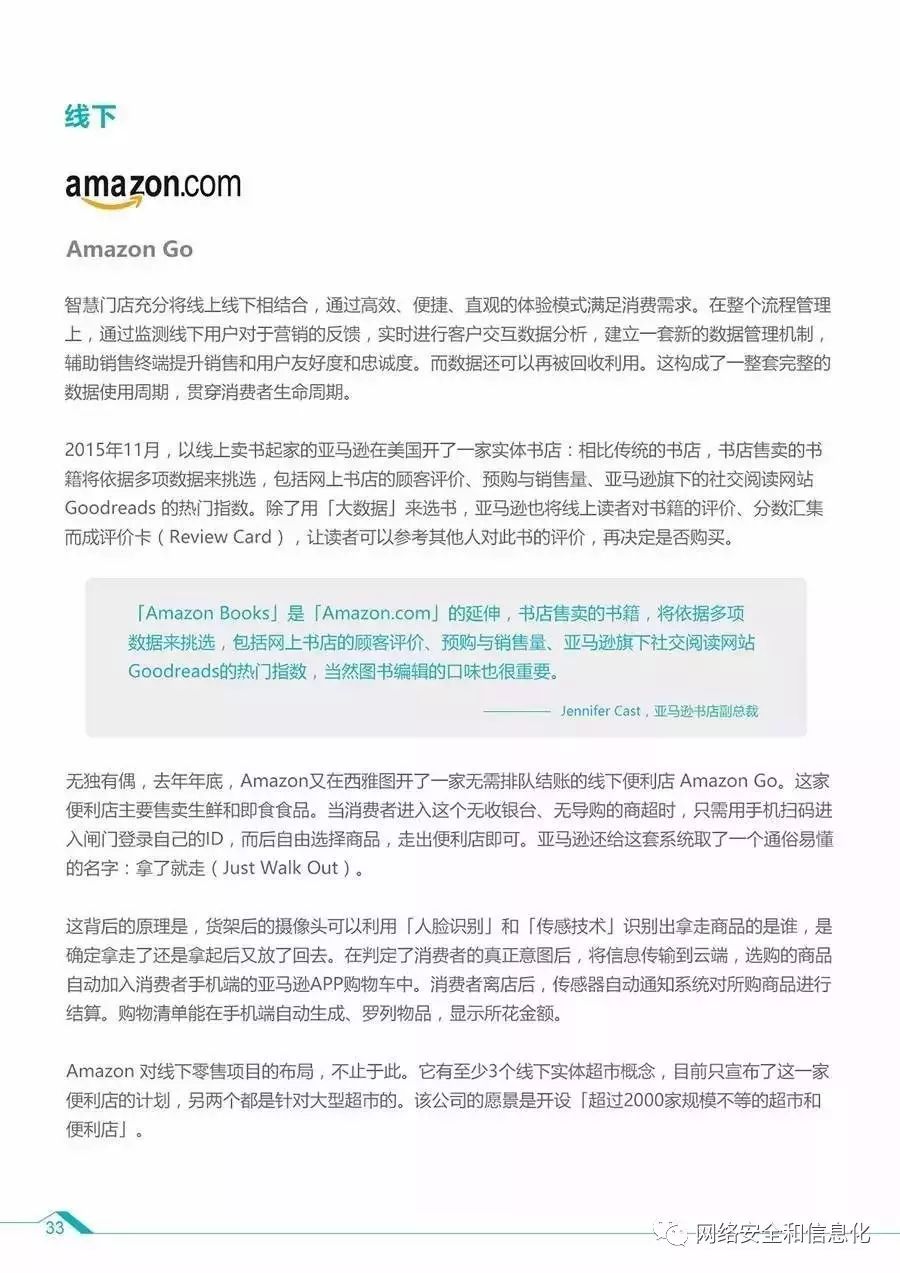 线下
amazon.com
Amazon Go
智慧门店充分将线上线下相结合，通过高效、便捷、直观的体验模式满足消费需求。在整个流程管理
上，通过监测线下用户对于营销的反馈，实时进行客户交互数据分析，建立一套新的数据管理机制，
辅助销售终端提升销售和用户友好度和忠诚度。而数据还可以再被回收利用。这构成了一整套完整的
数据使用周期，贯穿消费者生命周期。
2015年11月，以线上卖书起家的亚马逊在美国开了一家实体书店：相比传统的书店，书店售卖的书
籍将依据多项数据来挑选，包括网上书店的顾客评价、预购与销售量、亚马逊旗下的社交阅读网站
Goodreads 的热门指数。除了用「大数据」来选书，亚马逊也将线上读者对书籍的评价、分数汇集
而成评价卡（Review Card），让读者可以参考其他人对此书的评价，再决定是否购买。
「Amazon Books」是「Amazon.com」的延伸，书店售卖的书籍，将依据多项
数据来挑选，包括网上书店的顾客评价、预购与销售量、亚马逊旗下社交阅读网站
Goodreads的热门指数，当然图书编辑的口味也很重要。
———— Jennifer Cast，亚马逊书店副总裁
无独有偶，去年年底，Amazon又在西雅图开了一家无需排队结账的线下便利店 Amazon Go。这家
便利店主要售卖生鲜和即食食品。当消费者进入这个无收银台、无导购的商超时，只需用手机扫码进
入闸门登录自己的ID，而后自由选择商品，走出便利店即可。亚马逊还给这套系统取了一个通俗易懂
的名字：拿了就走（Just Walk Out）。
这背后的原理是，货架后的摄像头可以利用「人脸识别」和「传感技术」识别出拿走商品的是谁，是
确定拿走了还是拿起后又放了回去。在判定了消费者的真正意图后，将信息传输到云端，选购的商品
自动加入消费者手机端的亚马逊APP购物车中。消费者离店后，传感器自动通知系统对所购商品进行
结算。购物清单能在手机端自动生成、罗列物品，显示所花金额。
Amazon 对线下零售项目的布局，不止于此。它有至少3个线下实体超市概念，目前只宣布了这一家
便利店的计划，另两个都是针对大型超市的。该公司的愿景是开设「超过2000家规模不等的超市和
便利店」。
33
网络安全和信息化